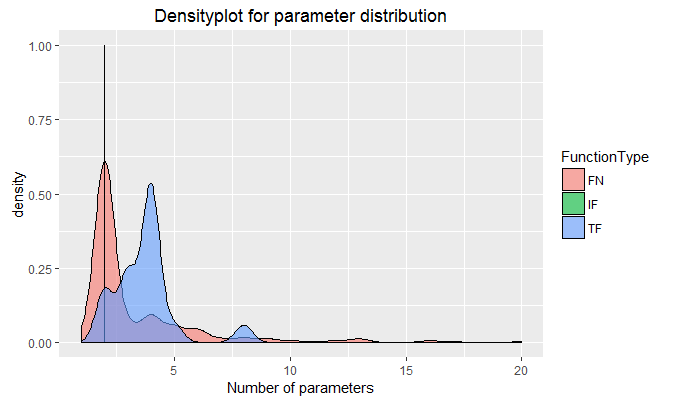 Densityplot for parameter distribution
1.00
0.75
0.50
0.25
0.00
density
5 10 15 20
Number of parameters
FunctionType
FN
IF
TF